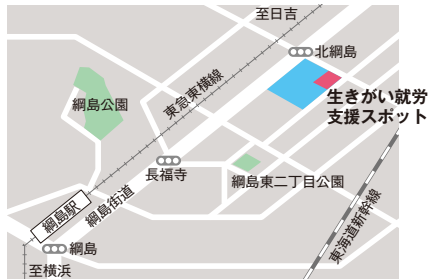 至日吉
北綱島
生きがい就労
支援スポット
東急東横線
綱島公園
長福寺
綱島東二丁目公園
綱島街道
綱島駅
東海道新幹線
綱島
至横浜